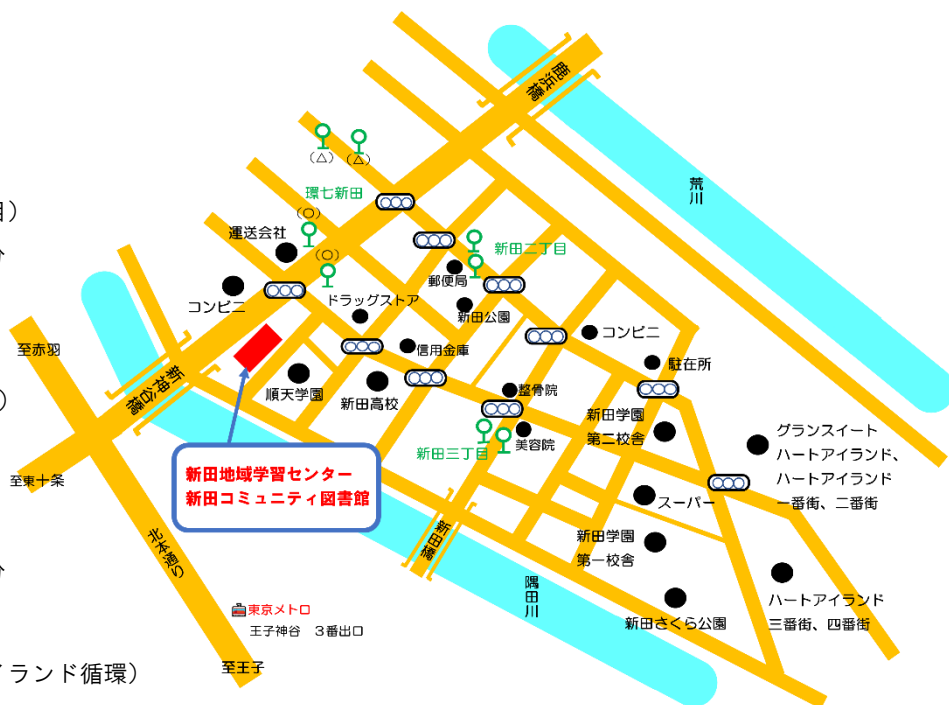 鹿浜橋
荒川
(△)
(△)
環七新田
目）
(○)
運送会社
(○)
新田二丁目
郵便局
コンビニ
ドラッグストア
新田公園
コンビニ
至赤羽
信用金庫
駐在所
新神谷橋
順天学園
新田高校
整骨院
新田学園
第二校舎
グランスイート
ハートアイランド、
ハートアイランド
一番街、二番街
美容院
新田三丁目
至東十条
新田地域学習センター
新田コミュニティ図書館
スーパー
新田橋
新田学園
第一校舎
北本通り
隅田川
ハートアイランド
三番街、四番街
東京メトロ
王子神谷　３番出口
新田さくら公園
至王子
イランド循環）